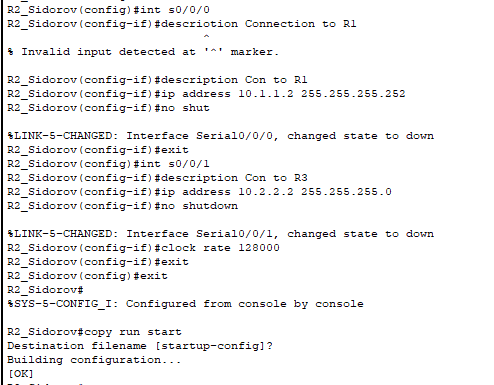 R2_Sidorov(config)#int s0/0/0
R2_Sidorov(config-if)#descriotion Connection to R1
^
% Invalid input detected at '^' marker.
R2_Sidorov(config-if)#description Con to R1
R2_Sidorov(config-if)#ip address 10.1.1.2 255.255.255.252
R2_Sidorov(config-if)#no shut
%LINK-5-CHANGED: Interface Serial0/0/0, changed state to down
R2_Sidorov(config-if)#exit
R2_Sidorov(config)#int s0/0/1
R2_Sidorov(config-if)#description Con to R3
R2_Sidorov(config-if)#ip address 10.2.2.2 255.255.255.0
R2_Sidorov(config-if)#no shutdown
%LINK-5-CHANGED: Interface Serial0/0/1, changed state to down
R2_Sidorov(config-if)#clock rate 128000
R2_Sidorov(config-if)#exit
R2_Sidorov(config)#exit
R2_Sidorov#
%SYS-5-CONFIG_I: Configured from console by console
R2_Sidorov#copy run start
Destination filename [startup-config]?
Building configuration...
[OK]